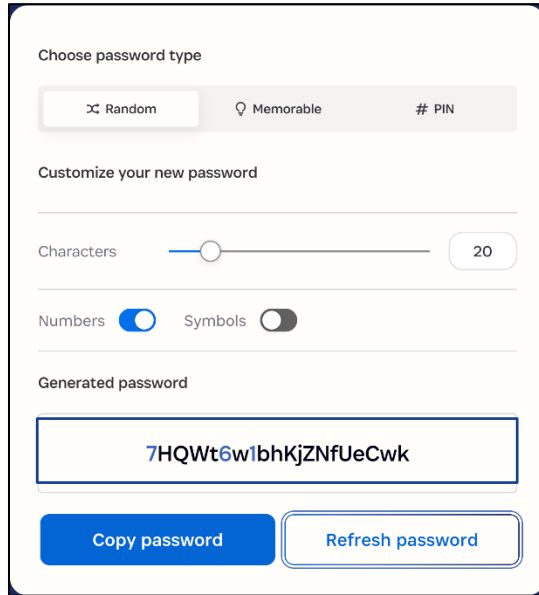 Choose password type
Random Memorable # PIN
Customize your new password
Characters 20
Numbers Symbols
Generated password
7HQWt6w1bhKjZNfUeCwk
Copy password Refresh password